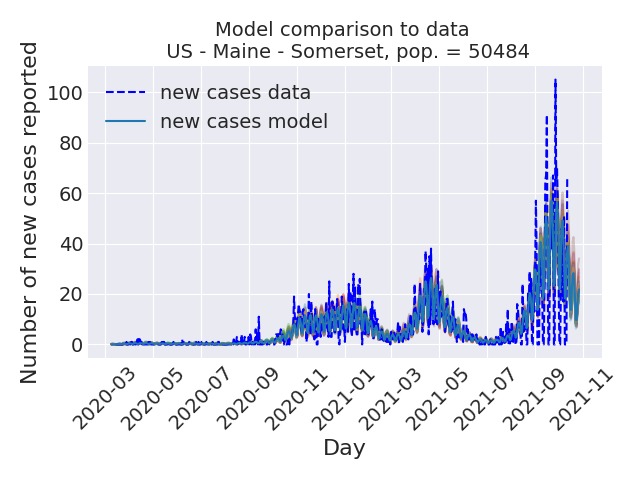 Model comparison to data
US - Maine - Somerset, pop. = 50484
Number of new cases reported
100
80
60
40
20
0
new cases data
new cases model
2020-03
2020-05
2020-07
2020-09
2020-11
2021-01
2021-03
2021-05
2021-07
2021-09
2021-11
Day